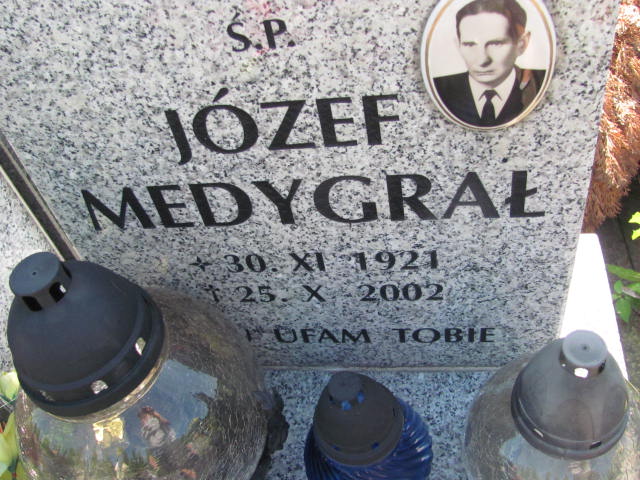 Ś.P.
JÓZEF
MEDYGRAŁ
30. XI 1921
† 25. X 2002
UFAM TOBIE